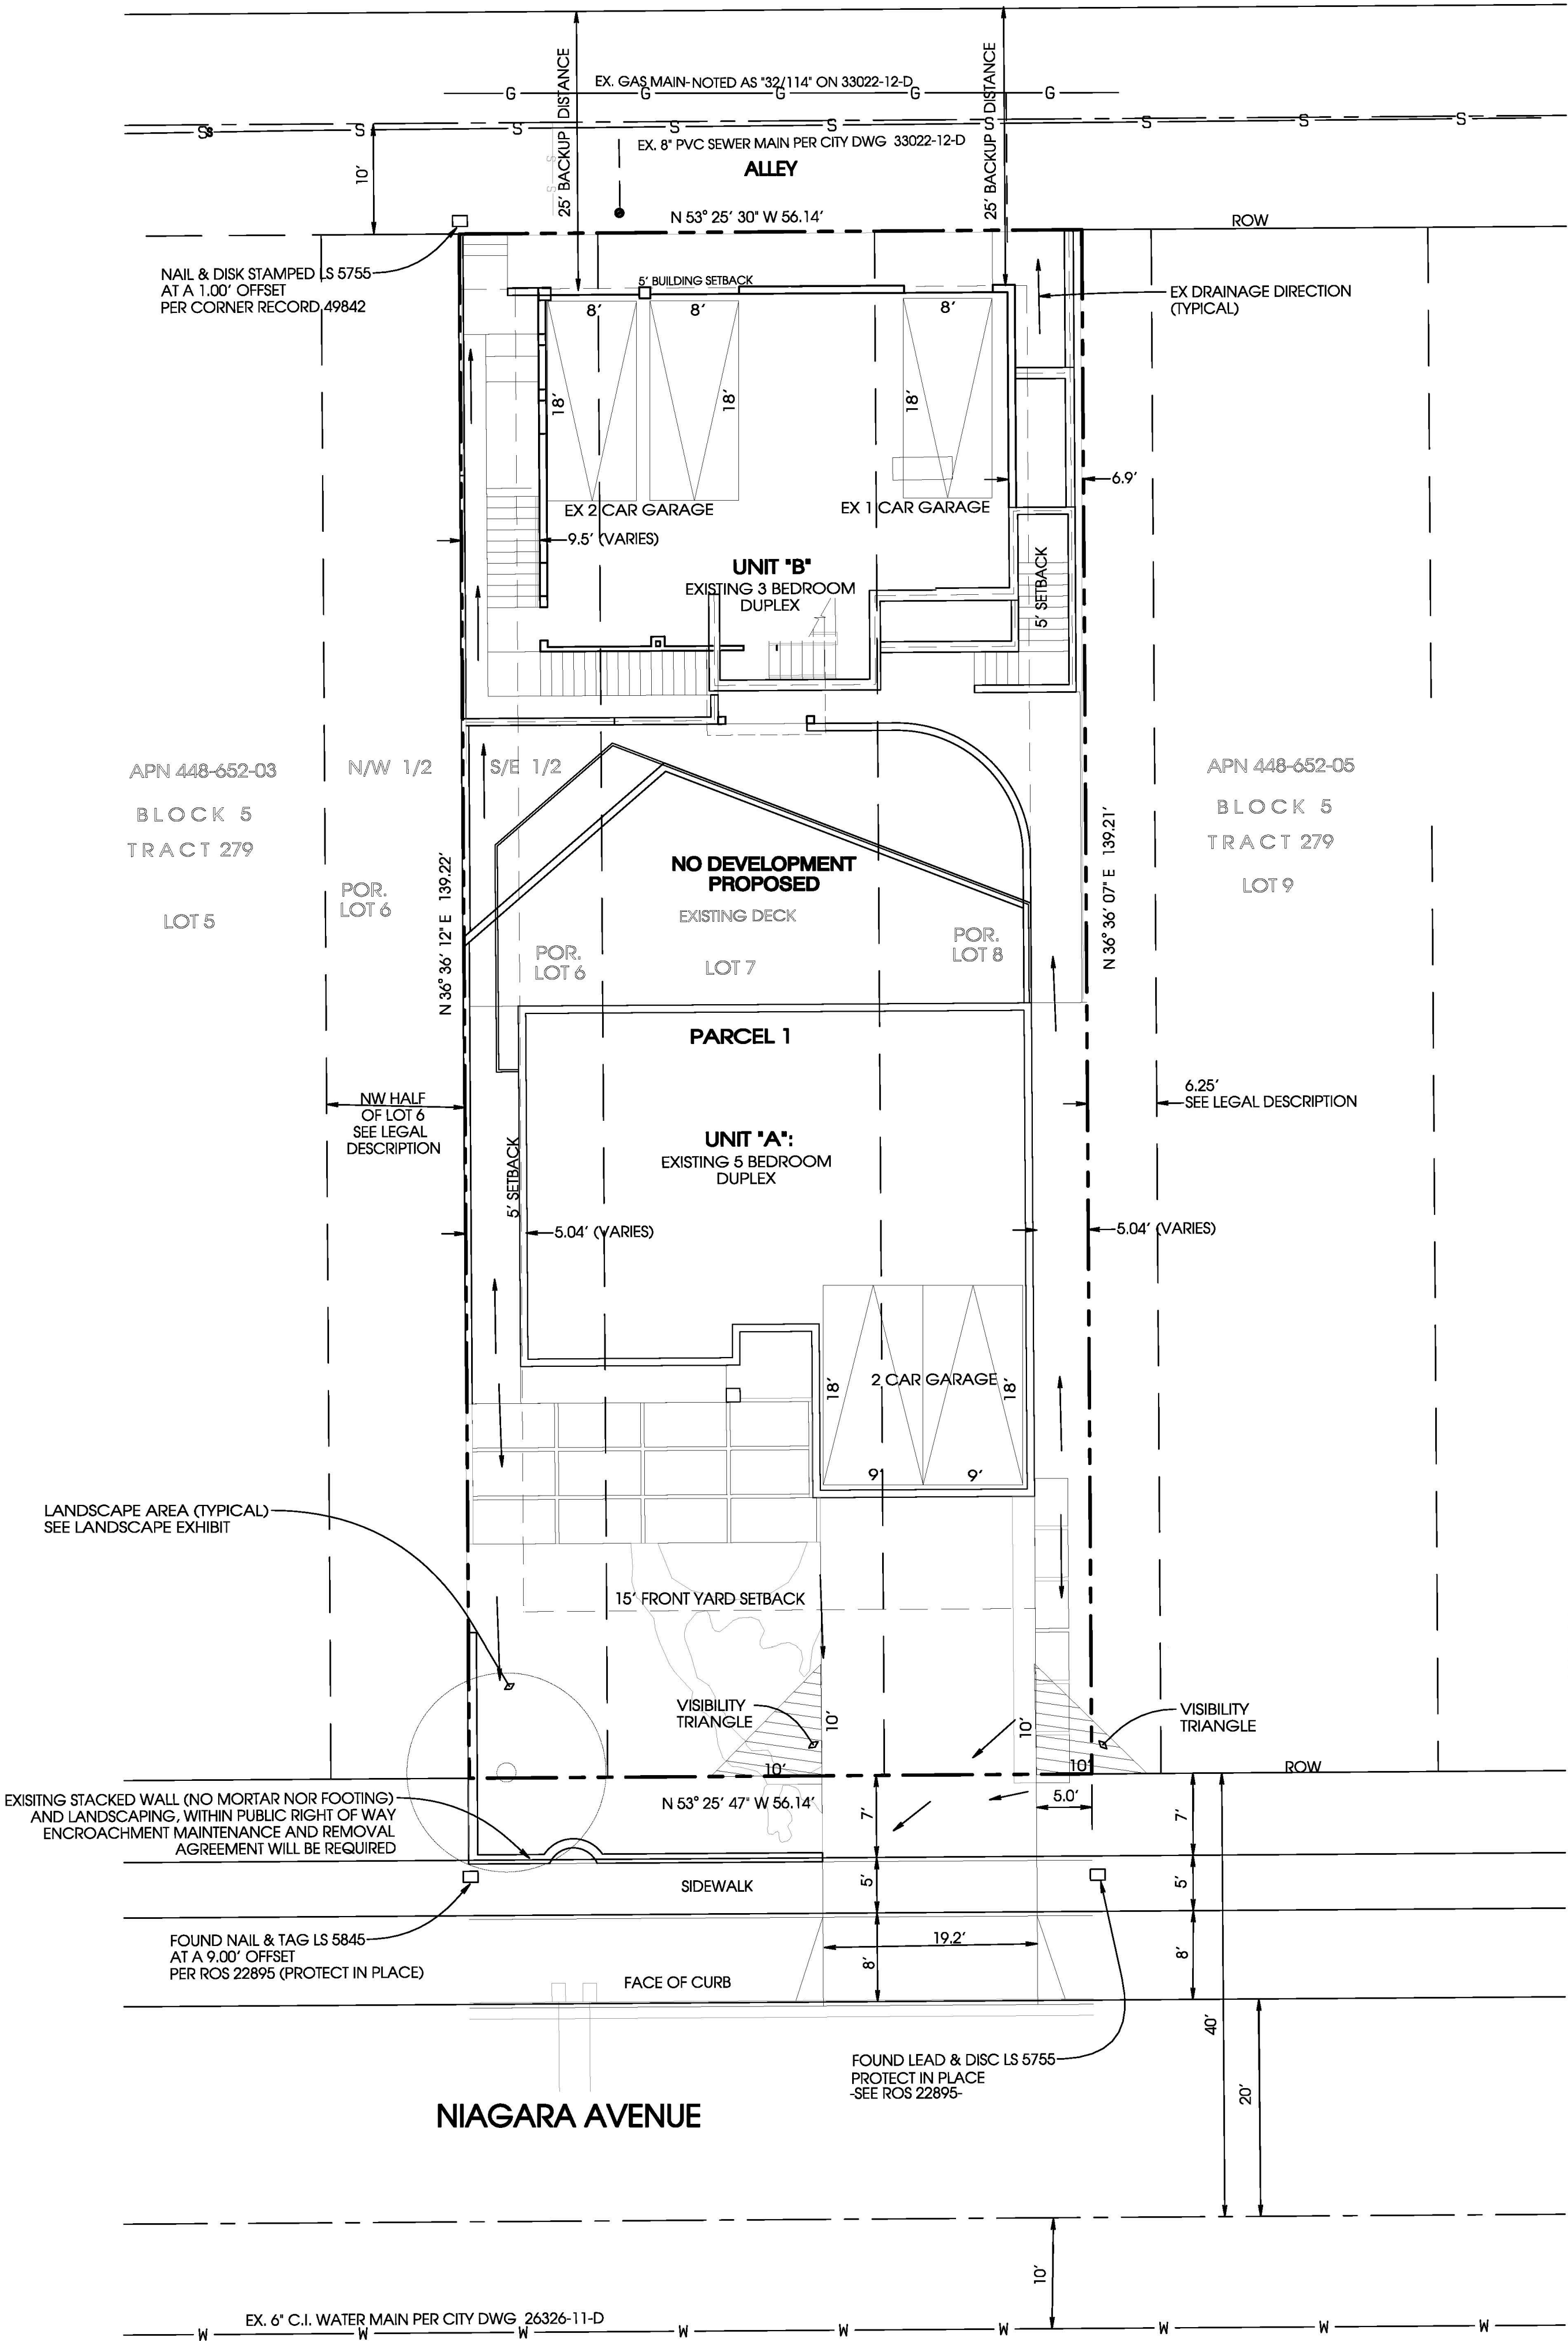 25' BACKUP DISTANCE
25' BACKUP DISTANCE
EX. GAS MAIN-NOTED AS "32/114" ON 33022-12-D
G G G G G
S S S S S S S S S
EX. 8" PVC SEWER MAIN PER CITY DWG 33022-12-D
ALLEY
10'
N 53° 25' 30" W 56.14'
ROW
NAIL & DISK STAMPED LS 5755
AT A 1.00' OFFSET
PER CORNER RECORD 49842
5' BUILDING SETBACK
EX DRAINAGE DIRECTION
(TYPICAL)
8'
8'
8'
18'
18'
18'
6.9'
EX 2 CAR GARAGE
EX 1 CAR GARAGE
9.5' (VARIES)
UNIT "B"
EXISTING 3 BEDROOM
DUPLEX
5' SETBACK
APN 448-652-03
N/W 1/2
S/E 1/2
APN 448-652-05
BLOCK 5
TRACT 279
LOT 5
POR.
LOT 6
BLOCK 5
TRACT 279
LOT 9
N 36° 36' 12" E 139.22'
N 36° 36' 07" E 139.21'
NO DEVELOPMENT
PROPOSED
EXISTING DECK
POR.
LOT 6
LOT 7
POR.
LOT 8
PARCEL 1
NW HALF
OF LOT 6
SEE LEGAL
DESCRIPTION
6.25'
SEE LEGAL DESCRIPTION
UNIT "A":
EXISTING 5 BEDROOM
DUPLEX
5' SETBACK
5.04' (VARIES)
5.04' (VARIES)
2 CAR GARAGE
18'
18'
9'
9'
LANDSCAPE AREA (TYPICAL)
SEE LANDSCAPE EXHIBIT
15' FRONT YARD SETBACK
VISIBILITY
TRIANGLE
10'
10'
VISIBILITY
TRIANGLE
10'
10'
ROW
EXISITNG STACKED WALL (NO MORTAR NOR FOOTING)
AND LANDSCAPING, WITHIN PUBLIC RIGHT OF WAY
ENCROACHMENT MAINTENANCE AND REMOVAL
AGREEMENT WILL BE REQUIRED
N 53° 25' 47" W 56.14'
5.0'
7'
7'
SIDEWALK
5'
5'
FOUND NAIL & TAG LS 5845
AT A 9.00' OFFSET
PER ROS 22895 (PROTECT IN PLACE)
19.2'
8'
8'
FACE OF CURB
40'
20'
FOUND LEAD & DISC LS 5755
PROTECT IN PLACE
-SEE ROS 22895-
NIAGARA AVENUE
10'
EX. 6" C.I. WATER MAIN PER CITY DWG 26326-11-D
W W W W W W W W W